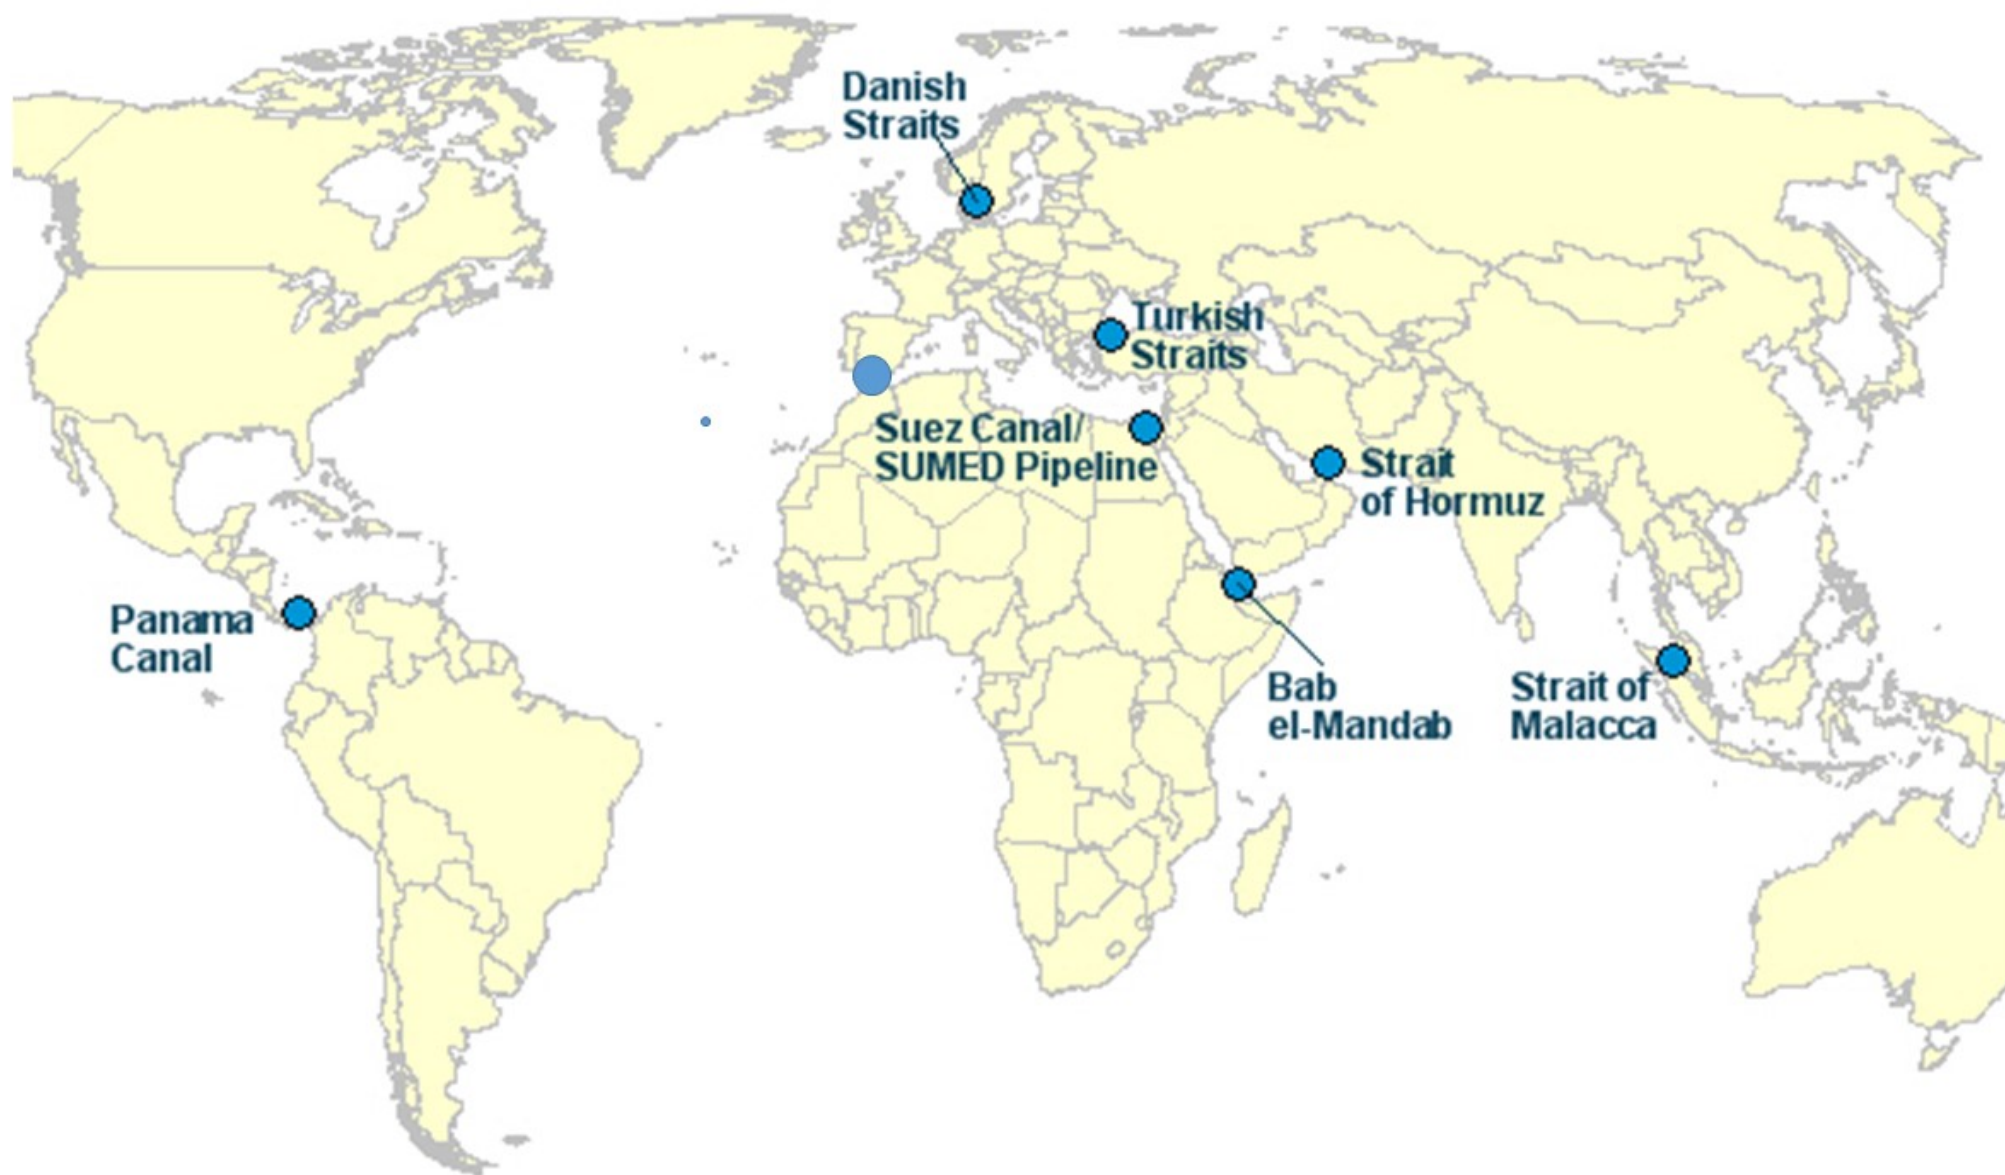 Danish
Straits
Turkish
Straits
Suez Canal/
SUMED Pipeline
Strait
of Hormuz
Panama
Canal
Bab
el-Mandab
Strait of
Malacca